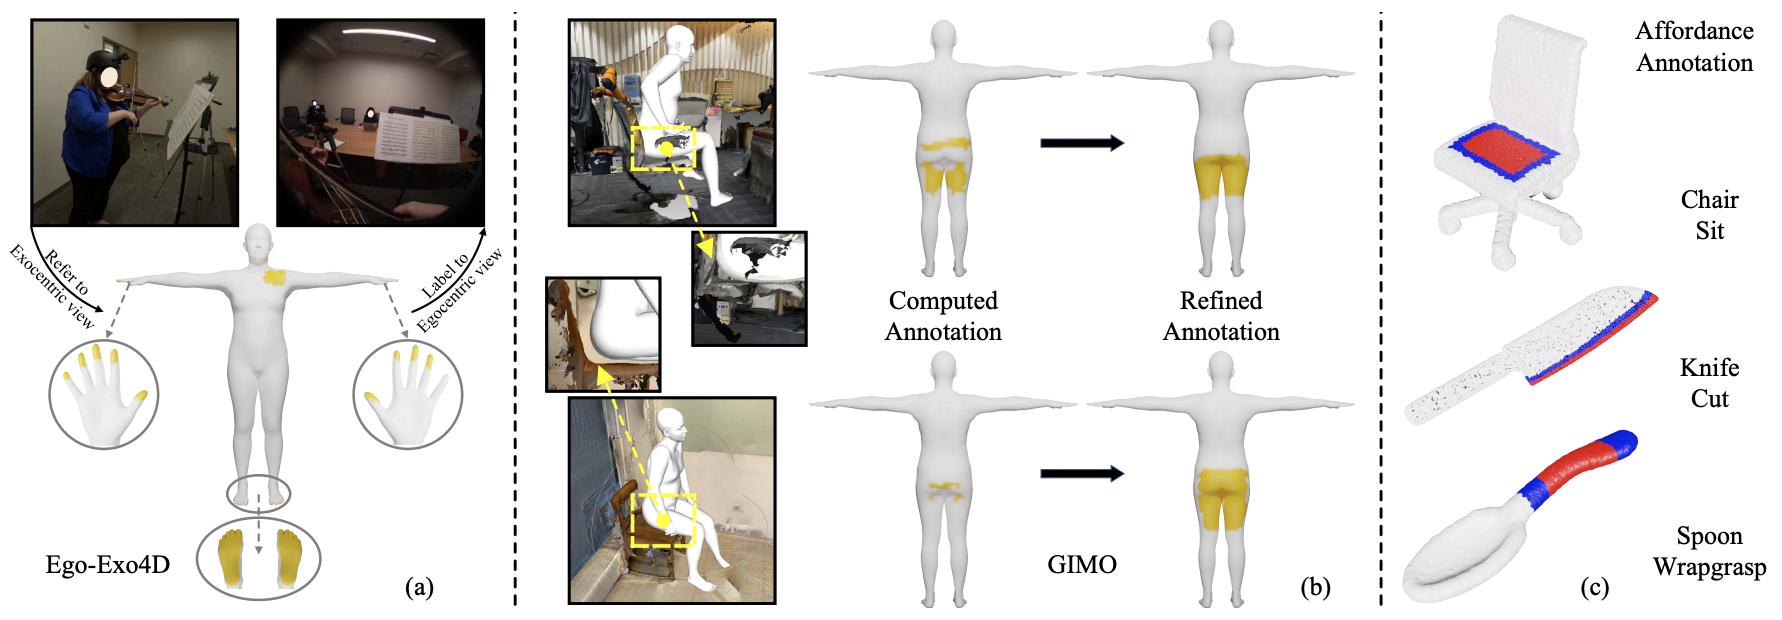 Refer to
Exocentric view
Label to
Egocentric view
Ego-Exo4D
(a)
Computed
Annotation
Refined
Annotation
GIMO
(b)
Affordance
Annotation
Chair
Sit
Knife
Cut
Spoon
Wrapgrasp
(c)